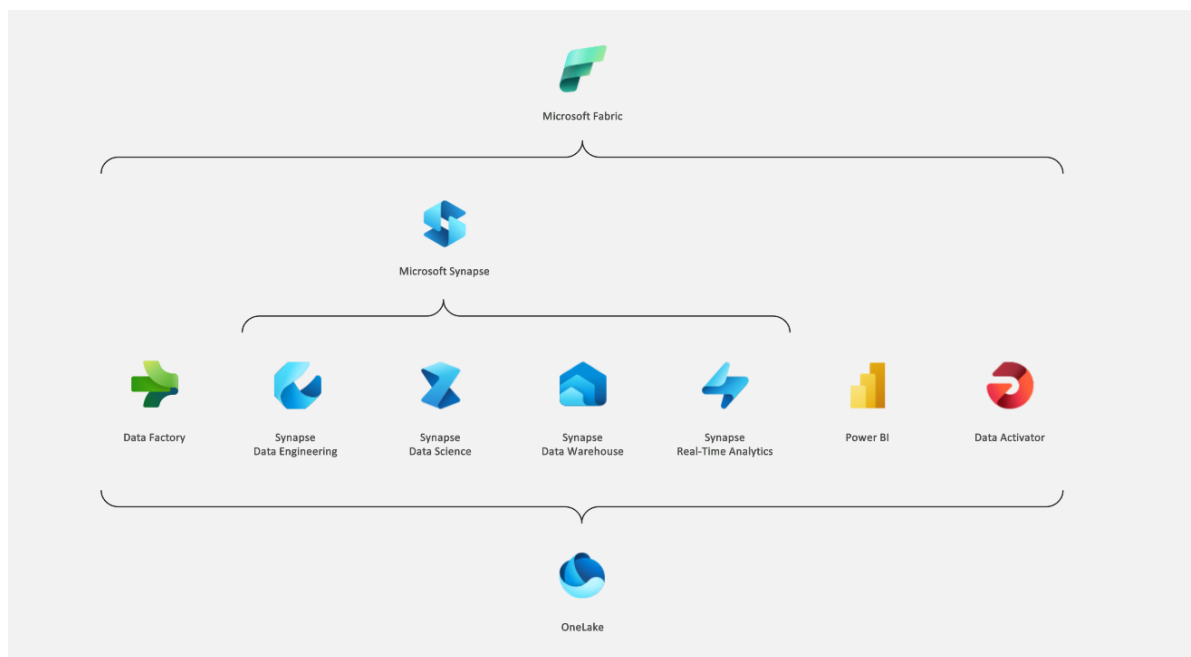 Microsoft Fabric
Microsoft Synapse
Data Factory
Synapse
Data Engineering
Synapse
Data Science
Synapse
Data Warehouse
Synapse
Real-Time Analytics
Power BI
Data Activator
OneLake